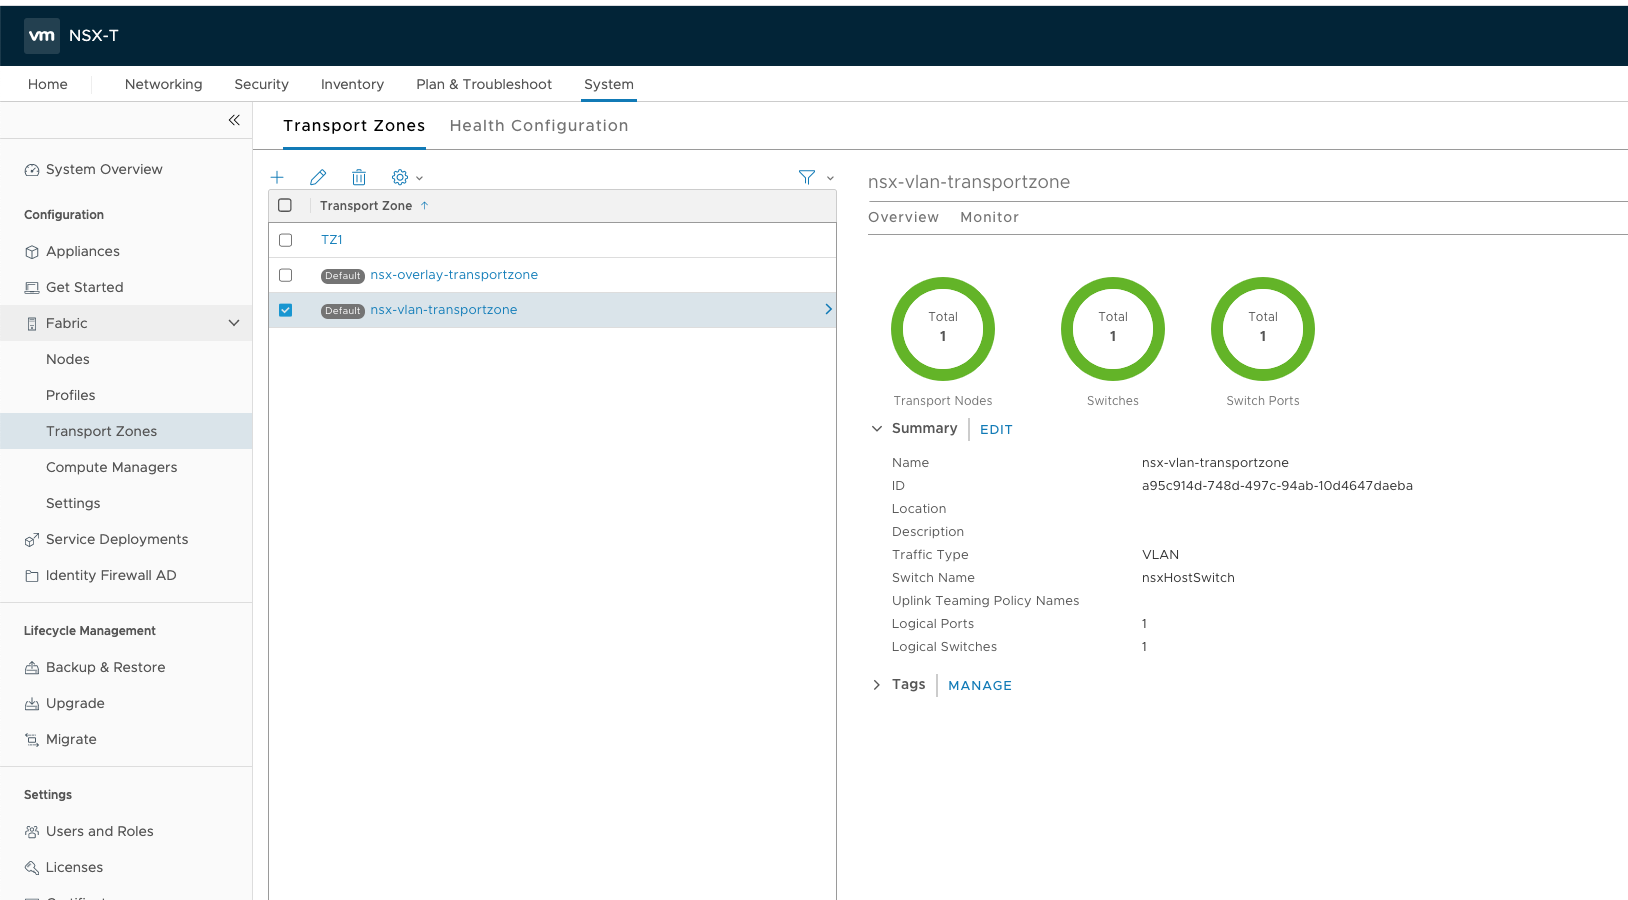 vm NSX-T
Home Networking Security Inventory Plan & Troubleshoot System
System Overview
Configuration
Appliances
Get Started
Fabric
Nodes
Profiles
Transport Zones
Compute Managers
Settings
Service Deployments
Identity Firewall AD
Lifecycle Management
Backup & Restore
Upgrade
Migrate
Settings
Users and Roles
Licenses
Transport Zones Health Configuration
Transport Zone
TZ1
Default nsx-overlay-transportzone
Default nsx-vlan-transportzone
nsx-vlan-transportzone
Overview Monitor
Total
1
Transport Nodes
Total
1
Switches
Total
1
Switch Ports
Summary EDIT
Name nsx-vlan-transportzone
ID a95c914d-748d-497c-94ab-10d4647daeba
Location
Description
Traffic Type VLAN
Switch Name nsxHostSwitch
Uplink Teaming Policy Names
Logical Ports 1
Logical Switches 1
Tags MANAGE